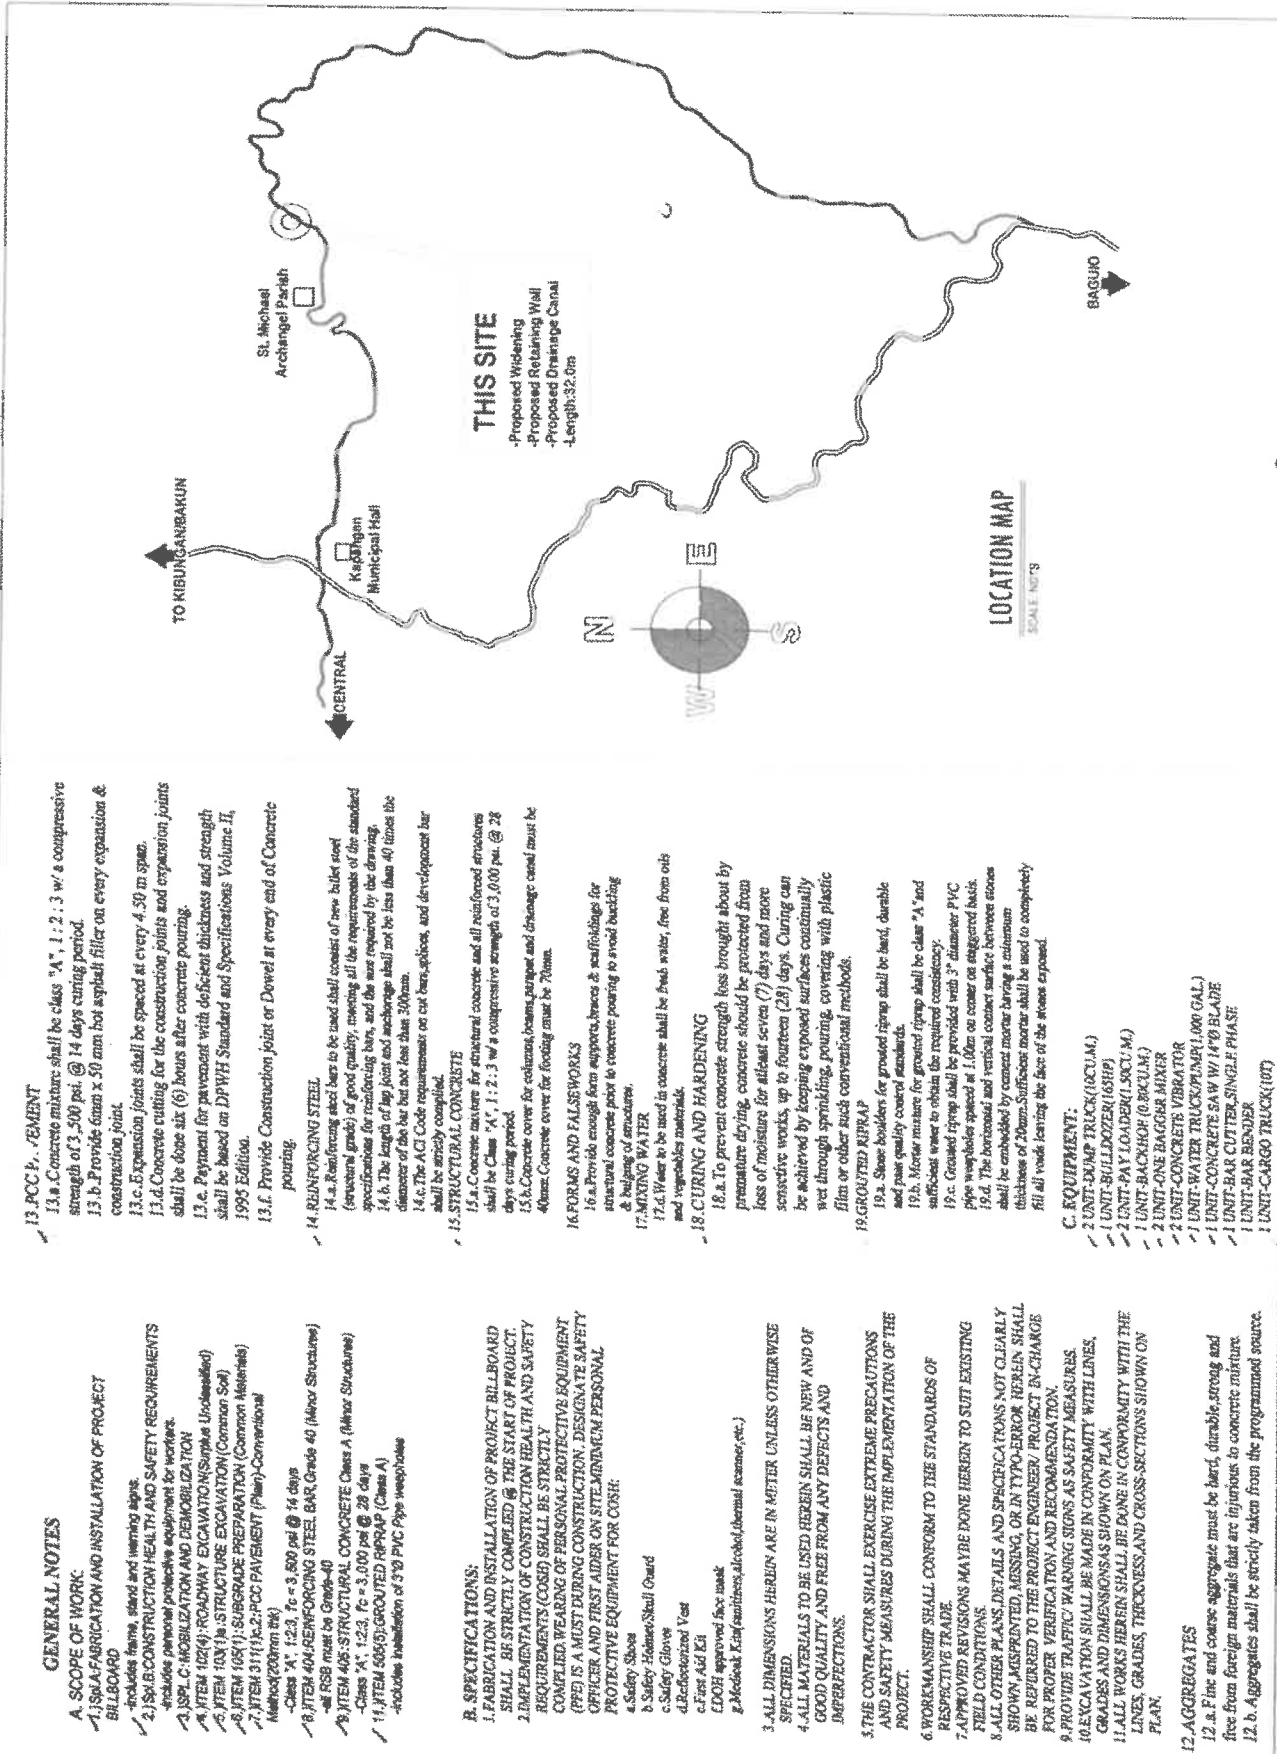 GENERAL NOTES
A. SCOPE OF WORK:
1.)Spl.A:FABRICATION AND INSTALLATION OF PROJECT
BILLBOARD
-Includes frame, stand and warning signs.
2.)Spl.B:CONSTRUCTION HEALTH AND SAFETY REQUIREMENTS
-Includes personal protective equipment for workers.
3.)SPL.C:MOBILIZATION AND DEMOBILIZATION
4.)ITEM 102(4):ROADWAY EXCAVATION(Surplus Unclassified)
5.)ITEM 103(1)a:STRUCTURE EXCAVATION(Common Soil)
6.)ITEM 105(1):SUBGRADE PREPARATION (Common Materials)
7.)ITEM 311(1)c.2:PCC PAVEMENT (Plain)-Conventional
Method(200mm thk)
-Class "A", 1:2:3, fc = 3,500 psi @ 14 days
8.)ITEM 404:REINFORCING STEEL BAR,Grade 40 (Minor Structures)
-all RSB must be Grade-40
9.)ITEM 405:STRUCTURAL CONCRETE Class A (Minor Structures)
-Class "A", 1:2:3, fc = 3,000 psi @ 28 days
11.)ITEM 505(5):GROUTED RIPRAP (Class A)
-includes installation of 3"Ø PVC Pipe weepholes
B. SPECIFICATIONS:
1.FABRICATION AND INSTALLATION OF PROJECT BILLBOARD
SHALL BE STRICTLY COMPLIED @ THE START OF PROJECT.
2.IMPLEMENTATION OF CONSTRUCTION HEALTH AND SAFETY
REQUIREMENTS (COSH) SHALL BE STRICTLY
COMPLIED.WEARING OF PERSONAL PROTECTIVE EQUIPMENT
(PPE) IS A MUST DURING CONSTRUCTION, DESIGNATE SAFETY
OFFICER AND FIRST AIDER ON SITE.MINIMUM PERSONAL
PROTECTIVE EQUIPMENT FOR COSH:
a.Safety Shoes
b Safety Helmet/Skull Guard
c.Safety Gloves
d.Reflectorized Vest
e.First Aid Kit
f.DOH approved face mask
g.Medical Kits(sanitizers,alcohol,thermal scanner,etc.)
3.ALL DIMENSIONS HEREIN ARE IN METER UNLESS OTHERWISE
SPECIFIED.
4.ALL MATERIALS TO BE USED HEREIN SHALL BE NEW AND OF
GOOD QUALITY AND FREE FROM ANY DEFECTS AND
IMPERFECTIONS.
5.THE CONTRACTOR SHALL EXERCISE EXTREME PRECAUTIONS
AND SAFETY MEASURES DURING THE IMPLEMENTATION OF THE
PROJECT.
6.WORKMANSHIP SHALL CONFORM TO THE STANDARDS OF
RESPECTIVE TRADE.
7.APPROVED REVISIONS MAYBE DONE HEREIN TO SUIT EXISTING
FIELD CONDITIONS.
8.ALL OTHER PLANS,DETAILS AND SPECIFICATIONS NOT CLEARLY
SHOWN,MISPRINTED, MISSING, OR IN TYPO-ERROR HEREIN SHALL
BE REFERRED TO THE PROJECT ENGINEER/ PROJECT IN-CHARGE
FOR PROPER VERIFICATION AND RECOMMENDATION.
9.PROVIDE TRAFFIC/ WARNING SIGNS AS SAFETY MEASURES.
10.EXCAVATION SHALL BE MADE IN CONFORMITY WITH LINES,
GRADES AND DIMENSIONSAS SHOWN ON PLAN.
11.ALL WORKS HEREIN SHALL BE DONE IN CONFORMITY WITH THE
LINES, GRADES, THICKNESS,AND CROSS-SECTIONS SHOWN ON
PLAN.
12.AGGREGATES
12. a. Fine and coarse aggregate must be hard, durable,strong and
free from foreign materials that are injurious to concrete mixture.
12. b. Aggregates shall be strictly taken from the programmed source.
13.PCC PAVEMENT
13.a.Concrete mixture shall be class "A", 1 : 2 : 3 w/ a compressive
strength of 3,500 psi. @ 14 days curing period.
13.b.Provide 6mm x 50 mm hot asphalt filler on every expansion &
construction joint.
13.c.Expansion joints shall be spaced at every 4.50 m span.
13.d.Concrete cutting for the construction joints and expansion joints
shall be done six (6) hours after concrete pouring.
13.e. Payment for pavement with deficient thickness and strength
shall be based on DPWH Standard and Specifications Volume II,
1995 Edition.
13.f. Provide Construction joint or Dowel at every end of Concrete
pouring.
14.REINFORCING STEEL
14.a.Reinforcing steel bars to be used shall consist of new billet steel
(structural grade) of good quality, meeting all the requirements of the standard
specifications for reinforcing bars, and the sizes required by the drawing.
14.b. The length of lap joint and anchorage shall not be less than 40 times the
diameter of the bar but not less than 300mm.
14.c.The ACI Code requirements on cut bars,splices, and development bar
shall be strictly complied.
15.STRUCTURAL CONCRETE
15.a.Concrete mixture for structural concrete and all reinforced structures
shall be Class "A", 1 : 2 : 3 w/a compressive strength of 3,000 psi. @ 28
days curing period.
15.b.Concrete cover for column,beams,parapet and drainage canal must be
40mm.Concrete cover for footing must be 70mm.
16.FORMS AND FALSEWORKS
16.a.Provide enough form supports,braces & scaffoldings for
structural concrete prior to concrete pouring to avoid buckling
& bulging of structures.
17.MIXING WATER
17.d.Water to be used in concrete shall be fresh water, free from oils
and vegetables materials.
18.CURING AND HARDENING
18.a.To prevent concrete strength loss brought about by
premature drying, concrete should be protected from
loss of moisture for atleast seven (7) days and more
sensetive works, up to fourteen (28) days. Curing can
be achieved by keeping exposed surfaces continually
wet through sprinkling, pouring, covering with plastic
film or other such conventional methods.
19.GROUTED RIPRAP
19.a. Stone boulders for grouted riprap shall be hard, durable
and pass quality control standards.
19.b. Mortar mixture for grouted riprap shall be class "A"and
sufficient water to obtain the required consistency.
19.c. Grouted riprap shall be provided with 3" diameter PVC
pipe weepholes spaced at 1.00m on center on staggered basis.
19.d. The horizontal and vertical contact surface between stones
shall be embedded by cement mortar having a minimum
thickness of 20mm.Sufficient mortar shall be used to completely
fill all voids leaving the face of the stones exposed.
C. EQUIPMENT:
2 UNIT-DUMP TRUCK(10CU.M.)
1 UNIT-BULLDOZER(165HP)
2 UNIT-PAY LOADER(1.50CU M.)
1 UNIT-BACKHOE (0.80CU.M.)
2 UNIT-ONE BAGGER MIXER
2 UNIT-CONCRETE VIBRATOR
1 UNIT-WATER TRUCK/PUMP(1,000 GAL.)
1 UNIT-CONCRETE SAW W/ 14"Ø BLADE
1 UNIT-BAR CUTTER,SINGLE PHASE
1 UNIT-BAR BENDER
1 UNIT-CARGO TRUCK(10T)
TO KIBUNGAN/BAKUN
CENTRAL
Kapangan
Municipal Hall
St. Michael
Archangel Parish
THIS SITE
-Proposed Widening
-Proposed Retaining Wall
-Proposed Drainage Canal
-Length:32.0m
N
W
E
S
BAGUIO
LOCATION MAP
SCALE: NTS